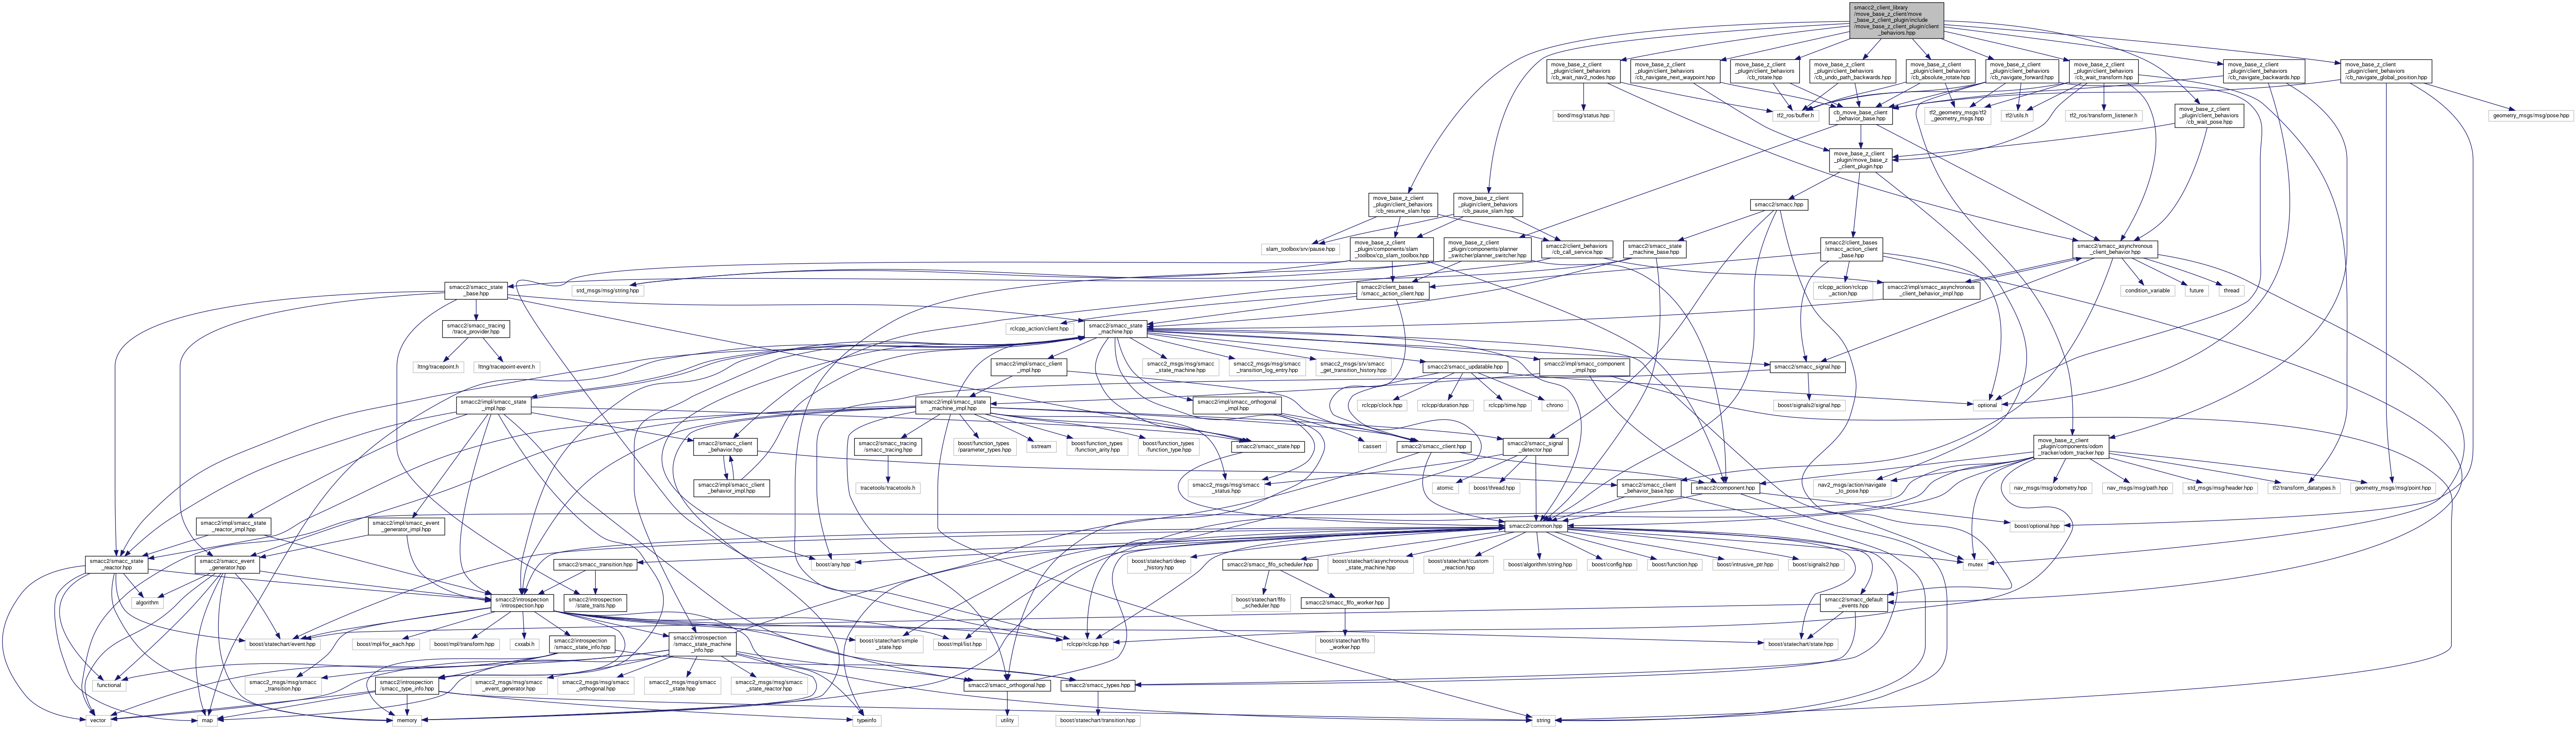 smacc2_client_library
/move_base_z_client/move
_base_z_client_plugin/include
/move_base_z_client_plugin/client
_behaviors.hpp
move_base_z_client
_plugin/client_behaviors
/cb_wait_nav2_nodes.hpp
move_base_z_client
_plugin/client_behaviors
/cb_navigate_next_waypoint.hpp
move_base_z_client
_plugin/client_behaviors
/cb_rotate.hpp
move_base_z_client
_plugin/client_behaviors
/cb_undo_path_backwards.hpp
move_base_z_client
_plugin/client_behaviors
/cb_absolute_rotate.hpp
move_base_z_client
_plugin/client_behaviors
/cb_navigate_forward.hpp
move_base_z_client
_plugin/client_behaviors
/cb_wait_transform.hpp
move_base_z_client
_plugin/client_behaviors
/cb_navigate_backwards.hpp
move_base_z_client
_plugin/client_behaviors
/cb_navigate_global_position.hpp
bond/msg/status.hpp
tf2_ros/buffer.h
cb_move_base_client
_behavior_base.hpp
tf2_geometry_msgs/tf2
_geometry_msgs.hpp
tf2/utils.h
tf2_ros/transform_listener.h
move_base_z_client
_plugin/client_behaviors
/cb_wait_pose.hpp
geometry_msgs/msg/pose.hpp
move_base_z_client
_plugin/move_base_z
_client_plugin.hpp
move_base_z_client
_plugin/client_behaviors
/cb_resume_slam.hpp
move_base_z_client
_plugin/client_behaviors
/cb_pause_slam.hpp
smacc2/smacc.hpp
slam_toolbox/srv/pause.hpp
move_base_z_client
_plugin/components/slam
_toolbox/cp_slam_toolbox.hpp
move_base_z_client
_plugin/components/planner
_switcher/planner_switcher.hpp
smacc2/client_behaviors
/cb_call_service.hpp
smacc2/smacc_state
_machine_base.hpp
smacc2/client_bases
/smacc_action_client
_base.hpp
smacc2/smacc_asynchronous
_client_behavior.hpp
smacc2/smacc_state
_base.hpp
std_msgs/msg/string.hpp
smacc2/client_bases
/smacc_action_client.hpp
rclcpp_action/rclcpp
_action.hpp
smacc2/impl/smacc_asynchronous
_client_behavior_impl.hpp
condition_variable
future
thread
smacc2/smacc_tracing
/trace_provider.hpp
rclcpp_action/client.hpp
smacc2/smacc_state
_machine.hpp
lttng/tracepoint.h
lttng/tracepoint-event.h
smacc2/impl/smacc_client
_impl.hpp
smacc2_msgs/msg/smacc
_state_machine.hpp
smacc2_msgs/msg/smacc
_transition_log_entry.hpp
smacc2_msgs/srv/smacc
_get_transition_history.hpp
smacc2/smacc_updatable.hpp
smacc2/impl/smacc_component
_impl.hpp
smacc2/smacc_signal.hpp
smacc2/impl/smacc_state
_impl.hpp
smacc2/impl/smacc_state
_machine_impl.hpp
smacc2/impl/smacc_orthogonal
_impl.hpp
rclcpp/clock.hpp
rclcpp/duration.hpp
rclcpp/time.hpp
chrono
boost/signals2/signal.hpp
optional
smacc2/smacc_client
_behavior.hpp
smacc2/smacc_tracing
/smacc_tracing.hpp
boost/function_types
/parameter_types.hpp
sstream
boost/function_types
/function_arity.hpp
boost/function_types
/function_type.hpp
smacc2/smacc_state.hpp
cassert
smacc2/smacc_client.hpp
smacc2/smacc_signal
_detector.hpp
move_base_z_client
_plugin/components/odom
_tracker/odom_tracker.hpp
smacc2/impl/smacc_client
_behavior_impl.hpp
tracetools/tracetools.h
smacc2_msgs/msg/smacc
_status.hpp
atomic
boost/thread.hpp
smacc2/smacc_client
_behavior_base.hpp
smacc2/component.hpp
nav2_msgs/action/navigate
_to_pose.hpp
nav_msgs/msg/odometry.hpp
nav_msgs/msg/path.hpp
std_msgs/msg/header.hpp
tf2/transform_datatypes.h
geometry_msgs/msg/point.hpp
smacc2/impl/smacc_state
_reactor_impl.hpp
smacc2/impl/smacc_event
_generator_impl.hpp
smacc2/common.hpp
boost/optional.hpp
smacc2/smacc_state
_reactor.hpp
smacc2/smacc_event
_generator.hpp
smacc2/smacc_transition.hpp
boost/any.hpp
boost/statechart/deep
_history.hpp
smacc2/smacc_fifo_scheduler.hpp
boost/statechart/asynchronous
_state_machine.hpp
boost/statechart/custom
_reaction.hpp
boost/algorithm/string.hpp
boost/config.hpp
boost/function.hpp
boost/intrusive_ptr.hpp
boost/signals2.hpp
mutex
algorithm
smacc2/introspection
/introspection.hpp
smacc2/introspection
/state_traits.hpp
boost/statechart/fifo
_scheduler.hpp
smacc2/smacc_fifo_worker.hpp
smacc2/smacc_default
_events.hpp
boost/statechart/event.hpp
boost/mpl/for_each.hpp
boost/mpl/transform.hpp
cxxabi.h
smacc2/introspection
/smacc_state_info.hpp
smacc2/introspection
/smacc_state_machine
_info.hpp
boost/statechart/simple
_state.hpp
boost/mpl/list.hpp
rclcpp/rclcpp.hpp
boost/statechart/fifo
_worker.hpp
boost/statechart/state.hpp
functional
smacc2_msgs/msg/smacc
_transition.hpp
smacc2/introspection
/smacc_type_info.hpp
smacc2_msgs/msg/smacc
_event_generator.hpp
smacc2_msgs/msg/smacc
_orthogonal.hpp
smacc2_msgs/msg/smacc
_state.hpp
smacc2_msgs/msg/smacc
_state_reactor.hpp
smacc2/smacc_orthogonal.hpp
smacc2/smacc_types.hpp
vector
map
memory
typeinfo
utility
boost/statechart/transition.hpp
string